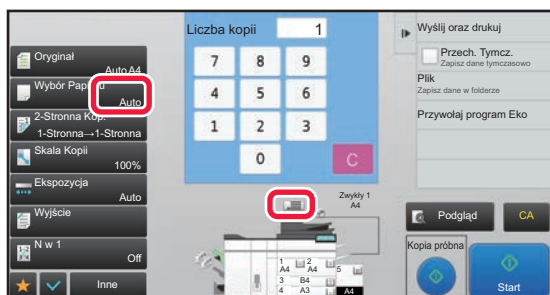 Liczba kopii 1
Oryginał
Auto A4
Wybór Papieru
Auto
2-Stronna Kop.
1-Stronna→1-Stronna
Skala Kopii
100%
Ekspozycja
Auto
Wyjście
N w 1
Off
Inne
7 8 9
4 5 6
1 2 3
0 C
Zwykły 1
A4
1 A4 2 A4 5
3 B4
4 A3 A4
Wyślij oraz drukuj
Przech. Tymcz.
Zapisz dane tymczasowo
Plik
Zapisz dane w folderze
Przywołaj program Eko
Podgląd CA
Kopia próbna
Start